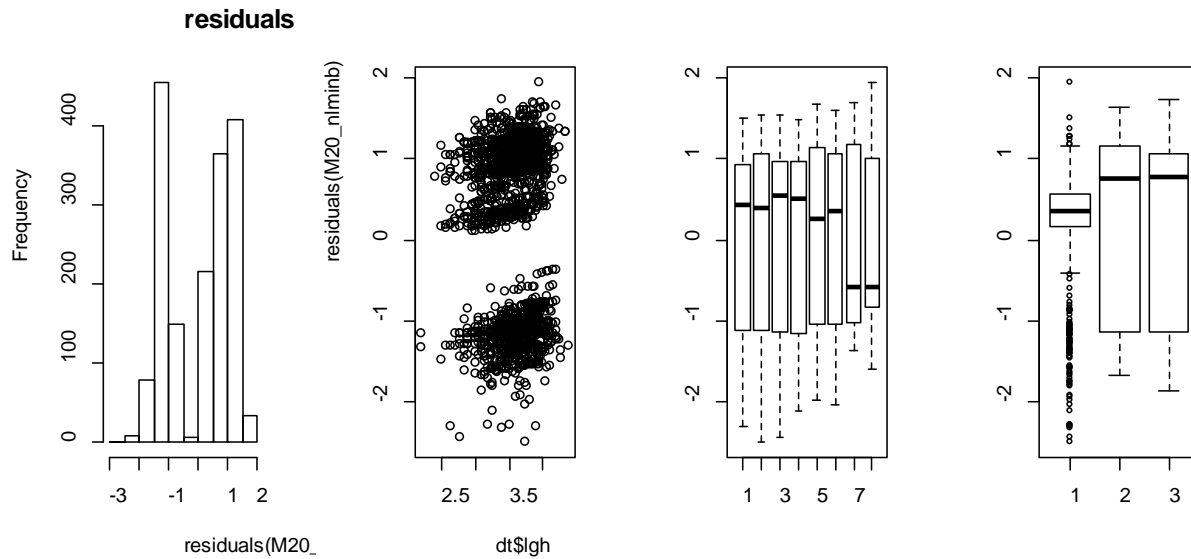 residuals
Frequency
0 100 200 300 400
-3 -1 1 2
residuals(M20_
residuals(M20_nlminb)
-2 -1 0 1 2
2.5 3.5
dt$lgh
-2 -1 0 1 2
1 3 5 7
-2 -1 0 1 2
1 2 3